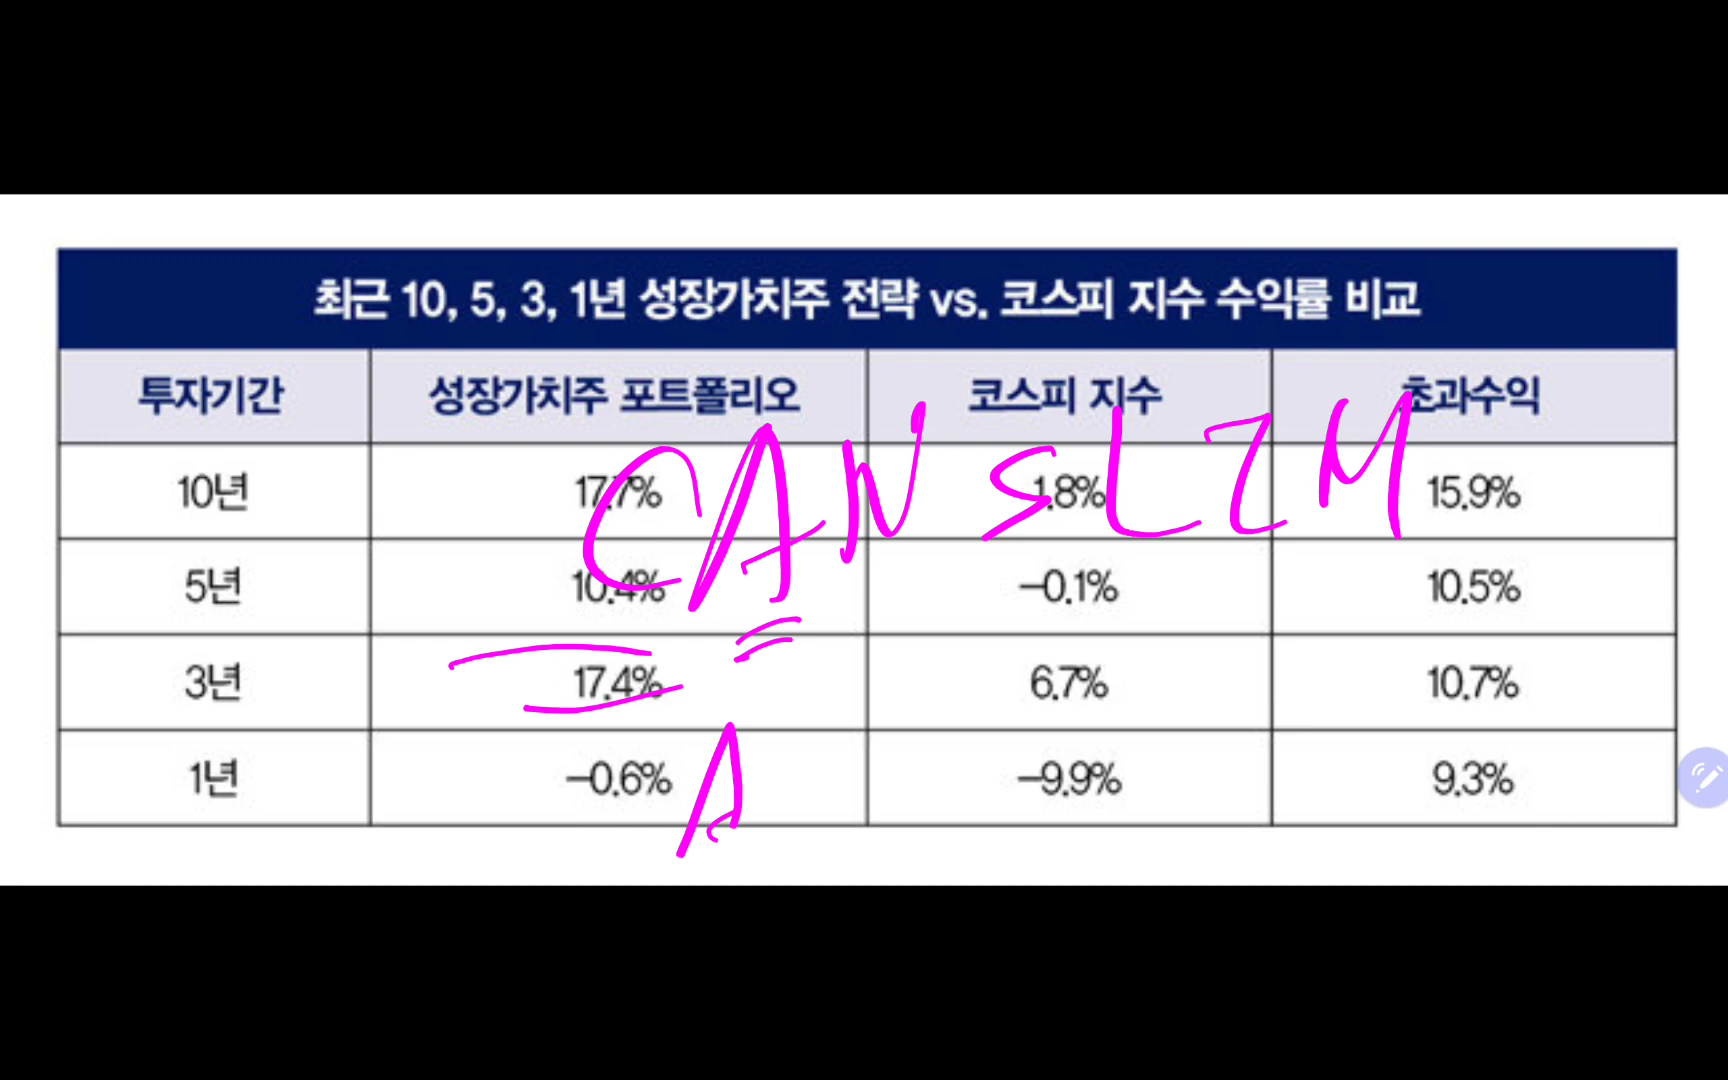 최근 10, 5, 3, 1년 성장가치주 전략 vs. 코스피 지수 수익률 비교
투자기간 성장가치주 포트폴리오 코스피 지수 초과수익
10년 17.7% 1.8% 15.9%
CAN SLIM
5년 10.4% -0.1% 10.5%
3년 17.4% 6.7% 10.7%
1년 -0.6% -9.9% 9.3%
A